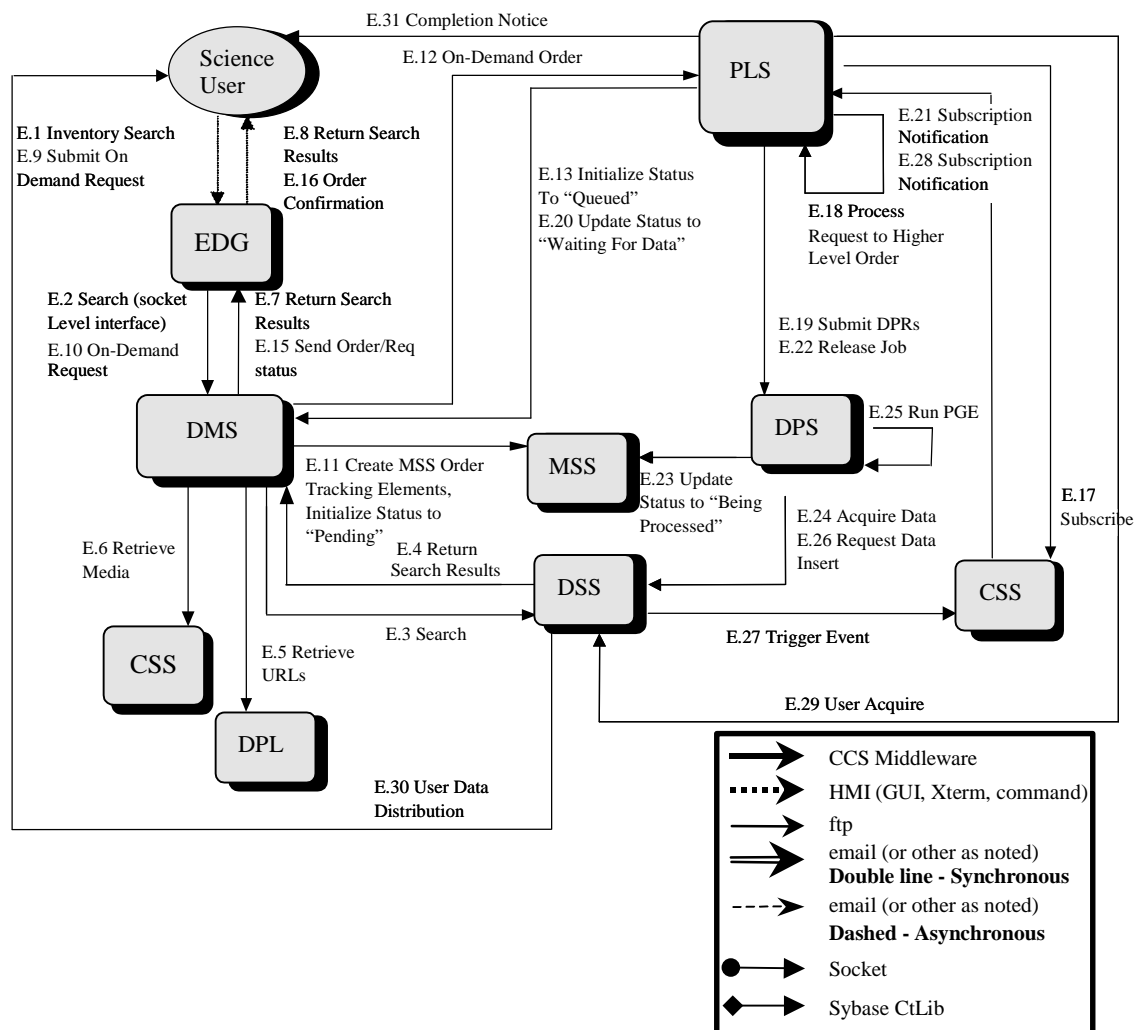 E.31 Completion Notice
Science
User
E.12 On-Demand Order
PLS
E.1 Inventory Search
E.9 Submit On
Demand Request
E.8 Return Search
Results
E.16 Order
Confirmation
E.13 Initialize Status
To “Queued”
E.20 Update Status to
“Waiting For Data”
E.21 Subscription
Notification
E.28 Subscription
Notification
E.18 Process
Request to Higher
Level Order
EDG
E.2 Search (socket
Level interface)
E.10 On-Demand
Request
E.7 Return Search
Results
E.15 Send Order/Req
status
E.19 Submit DPRs
E.22 Release Job
DMS
MSS
DPS
E.25 Run PGE
E.11 Create MSS Order
Tracking Elements,
Initialize Status to
“Pending”
E.23 Update
Status to “Being
Processed”
E.17
Subscribe
E.24 Acquire Data
E.26 Request Data
Insert
E.6 Retrieve
Media
E.4 Return
Search Results
DSS
CSS
E.3 Search
E.27 Trigger Event
CSS
E.5 Retrieve
URLs
DPL
E.29 User Acquire
E.30 User Data
Distribution
CCS Middleware
HMI (GUI, Xterm, command)
ftp
email (or other as noted)
Double line - Synchronous
email (or other as noted)
Dashed - Asynchronous
Socket
Sybase CtLib